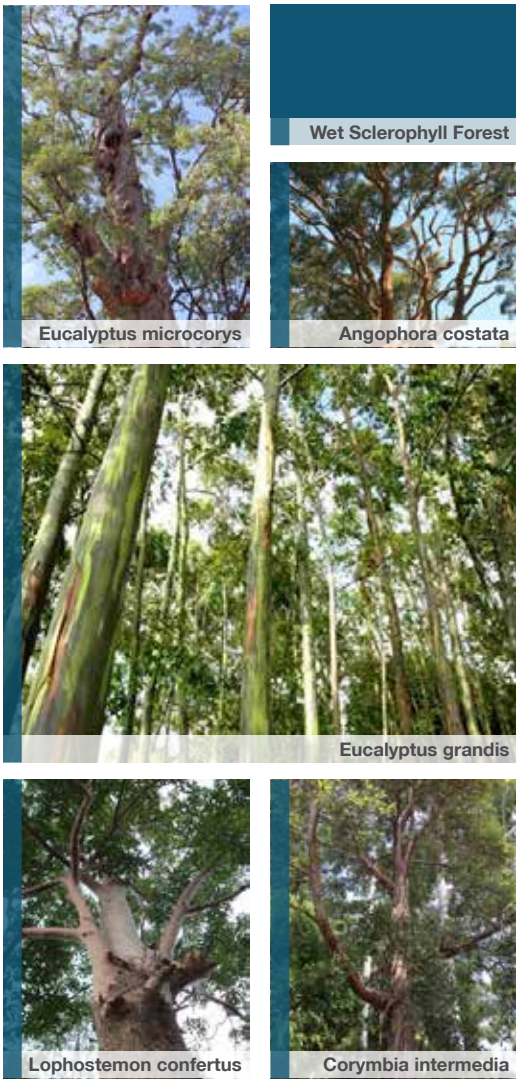 Wet Sclerophyll Forest
Eucalyptus microcorys
Angophora costata
Eucalyptus grandis
Lophostemon confertus
Corymbia intermedia